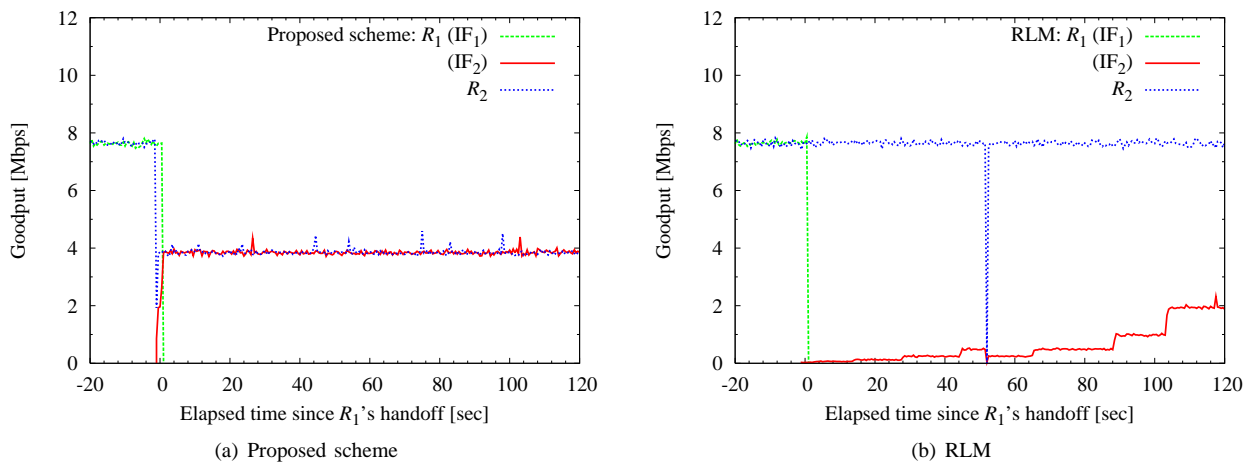 12
10
8
6
4
2
0
Goodput [Mbps]
Proposed scheme: R1 (IF1)
(IF2)
R2
-20 0 20 40 60 80 100 120
Elapsed time since R1's handoff [sec]
(a) Proposed scheme
12
10
8
6
4
2
0
Goodput [Mbps]
RLM: R1 (IF1)
(IF2)
R2
-20 0 20 40 60 80 100 120
Elapsed time since R1's handoff [sec]
(b) RLM